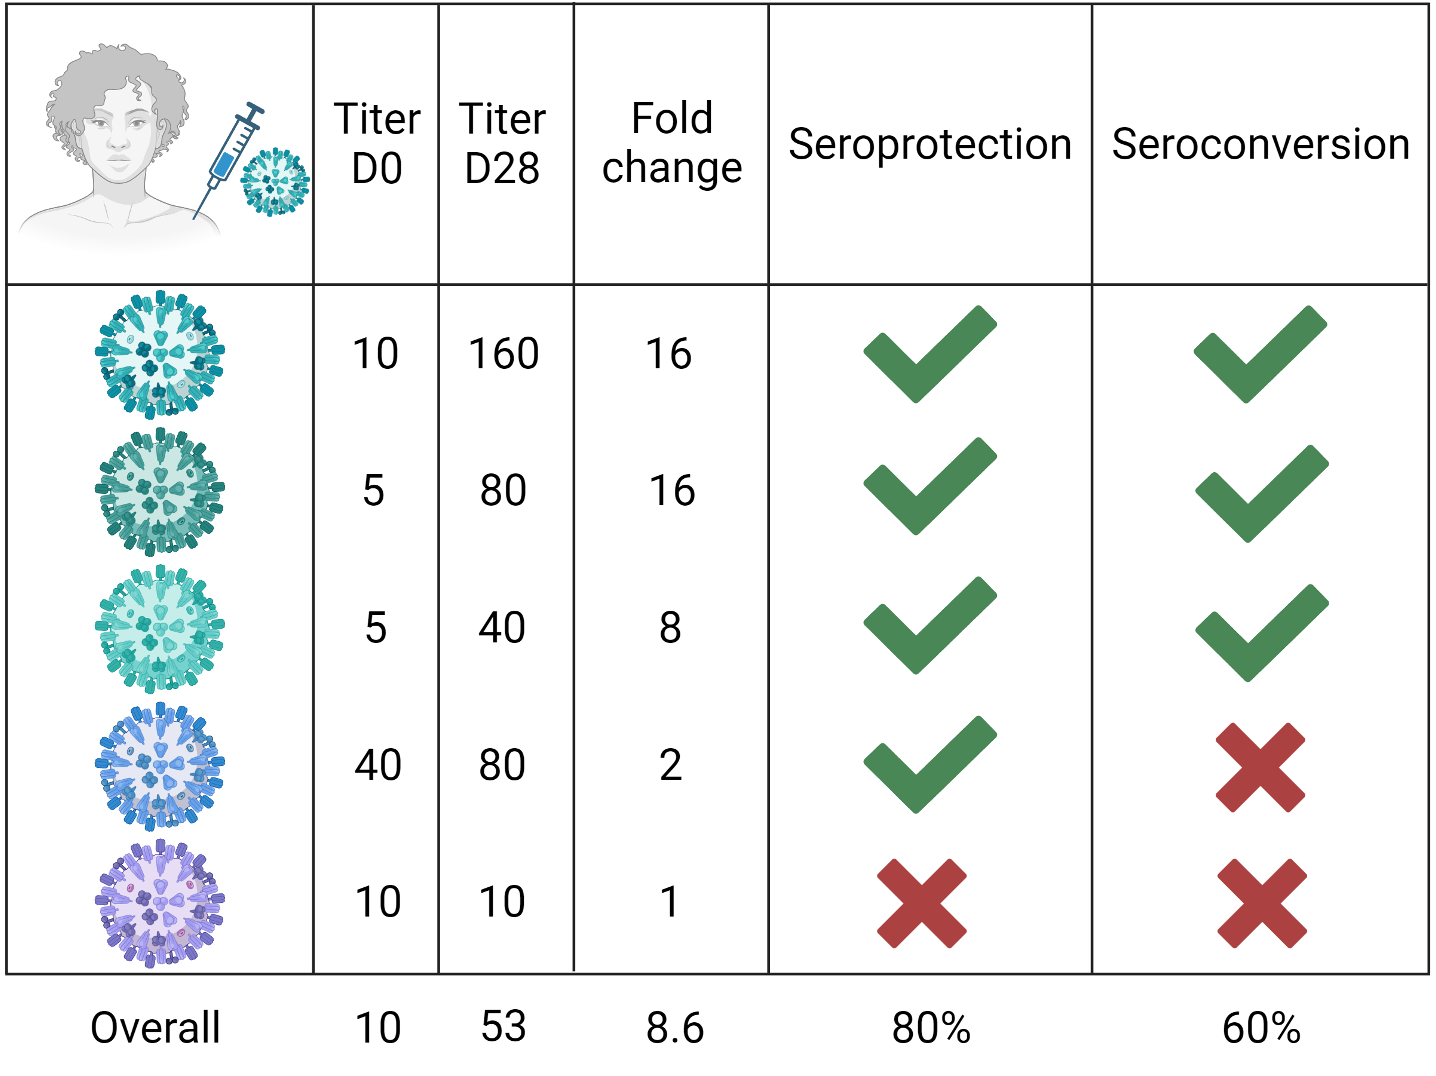 Titer D0
Titer D28
Fold change
Seroprotection
Seroconversion
10 160 16
5 80 16
5 40 8
40 80 2
10 10 1
Overall 10 53 8.6 80% 60%